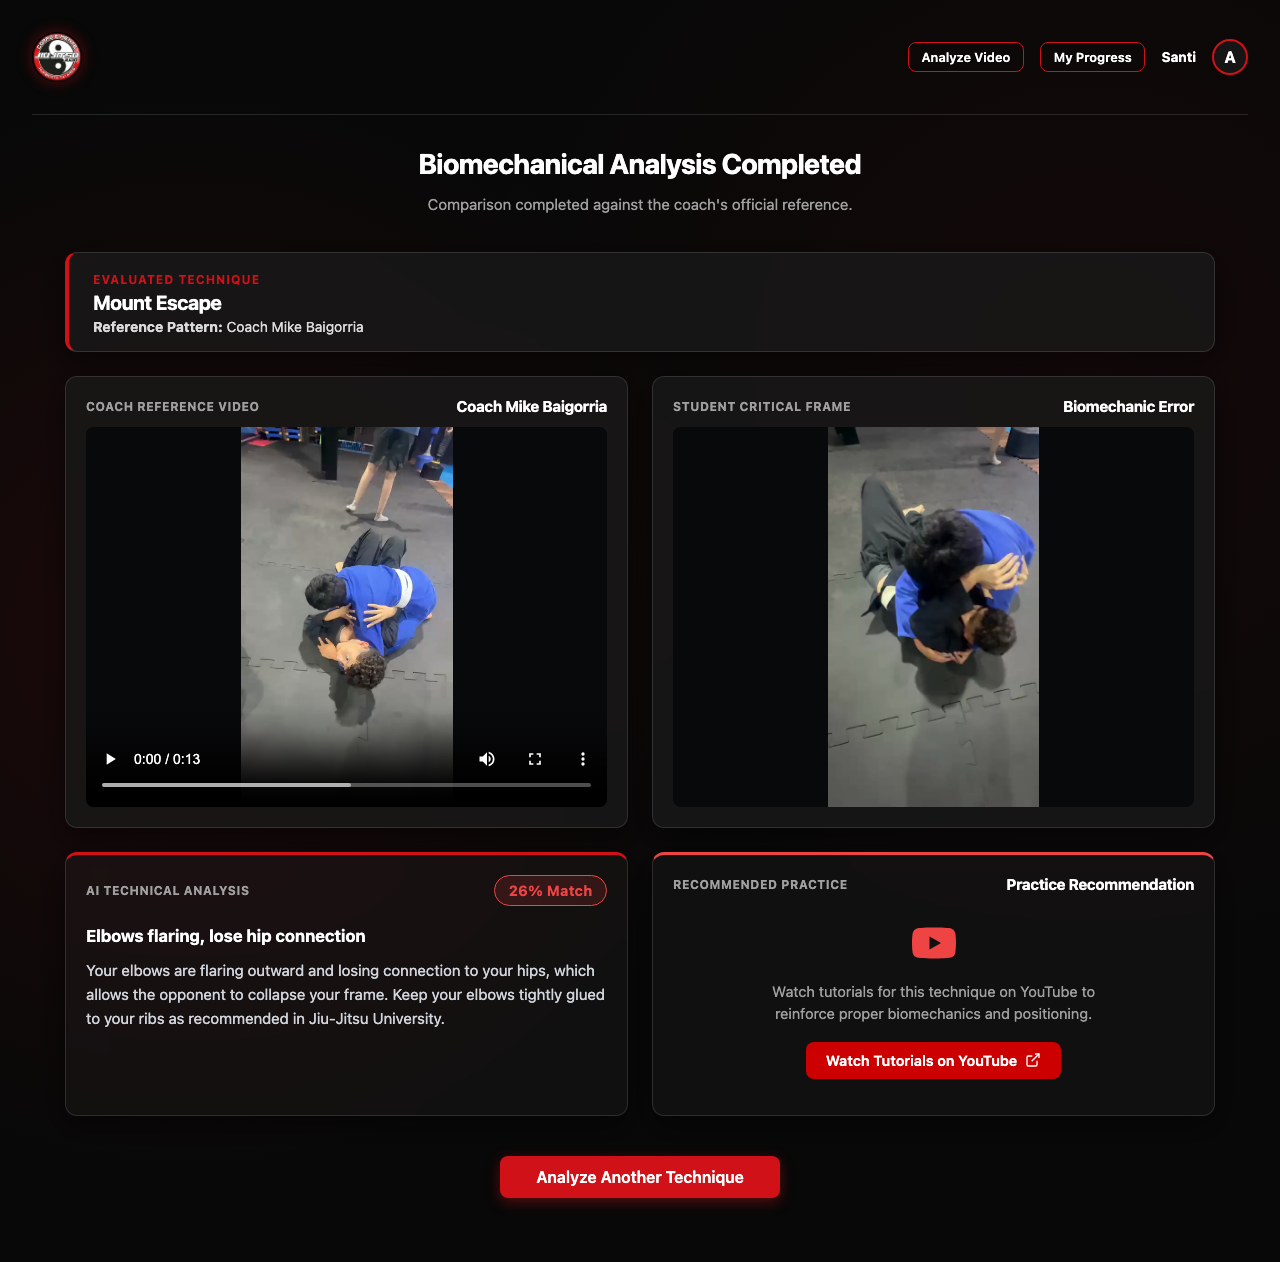 JIU-JITSU
Analyze Video
My Progress
Santi
A
Biomechanical Analysis Completed
Comparison completed against the coach's official reference.
EVALUATED TECHNIQUE
Mount Escape
Reference Pattern: Coach Mike Baigorria
COACH REFERENCE VIDEO
Coach Mike Baigorria
0:00 / 0:13
STUDENT CRITICAL FRAME
Biomechanic Error
AI TECHNICAL ANALYSIS
26% Match
Elbows flaring, lose hip connection
Your elbows are flaring outward and losing connection to your hips, which
allows the opponent to collapse your frame. Keep your elbows tightly glued
to your ribs as recommended in Jiu-Jitsu University.
RECOMMENDED PRACTICE
Practice Recommendation
Watch tutorials for this technique on YouTube to
reinforce proper biomechanics and positioning.
Watch Tutorials on YouTube
Analyze Another Technique